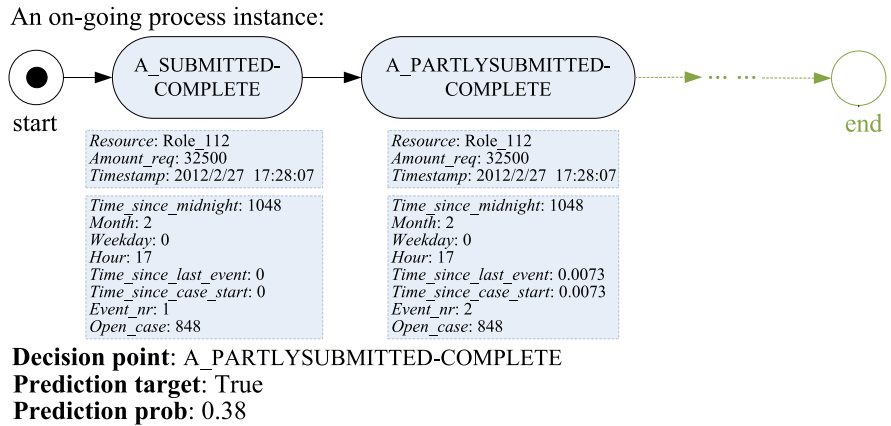 An on-going process instance:
A_SUBMITTED-
COMPLETE
A_PARTLYSUBMITTED-
COMPLETE
... ...
start
end
Resource: Role_112
Amount_req: 32500
Timestamp: 2012/2/27 17:28:07
Time_since_midnight: 1048
Month: 2
Weekday: 0
Hour: 17
Time_since_last_event: 0
Time_since_case_start: 0
Event_nr: 1
Open_case: 848
Resource: Role_112
Amount_req: 32500
Timestamp: 2012/2/27 17:28:07
Time_since_midnight: 1048
Month: 2
Weekday: 0
Hour: 17
Time_since_last_event: 0.0073
Time_since_case_start: 0.0073
Event_nr: 2
Open_case: 848
Decision point: A_PARTLYSUBMITTED-COMPLETE
Prediction target: True
Prediction prob: 0.38